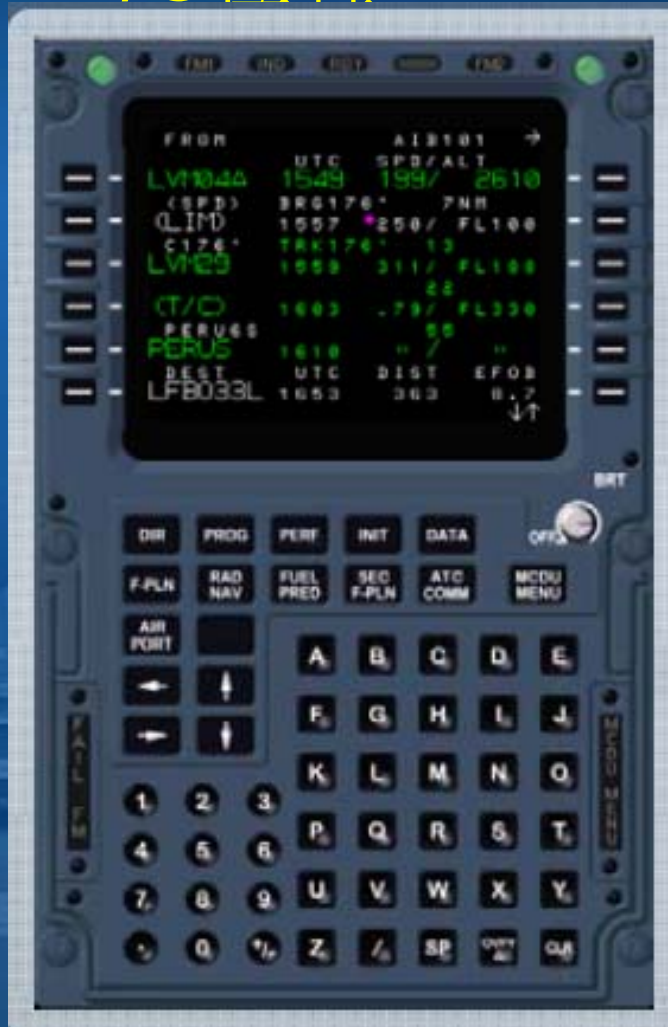 FM1 IND RDY FM2
FROM AIB101 →
UTC SPD/ALT
LVM04A 1549 199/ 2610
(SPD) BRG176° 7NM
(LIM) 1557 *250/ FL100
C176° TRK176° 13
LVM29 1559 311/ FL100
22
(T/C) 1603 .79/ FL330
55
PERUS 1610 " / "
DEST UTC DIST EFOB
LFBO33L 1653 363 8.7
↓↑
BRT
OFF
DIR PROG PERF INIT DATA
F-PLN RAD NAV FUEL PRED SEC F-PLN ATC COMM MCDU MENU
AIR PORT
A B C D E
← ↑
F G H I J
→ ↓
K L M N O
1 2 3
P Q R S T
4 5 6
U V W X Y
7 8 9
Z / SP OVFY CLR
. 0 +/-
FAIL FM
MCDU MENU